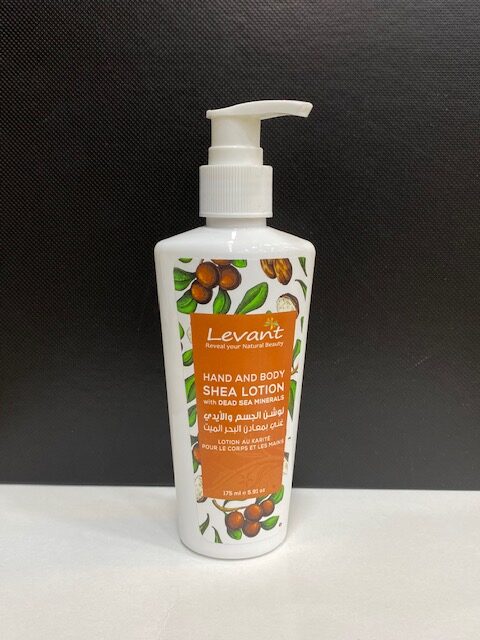 Levant
Reveal your Natural Beauty
HAND AND BODY
SHEA LOTION
with DEAD SEA MINERALS
لوشن الجسم والأيدي
غني بمعادن البحر الميت
LOTION AU KARITÉ
POUR LE CORPS ET LES MAINS
175 ml e 5.91 oz